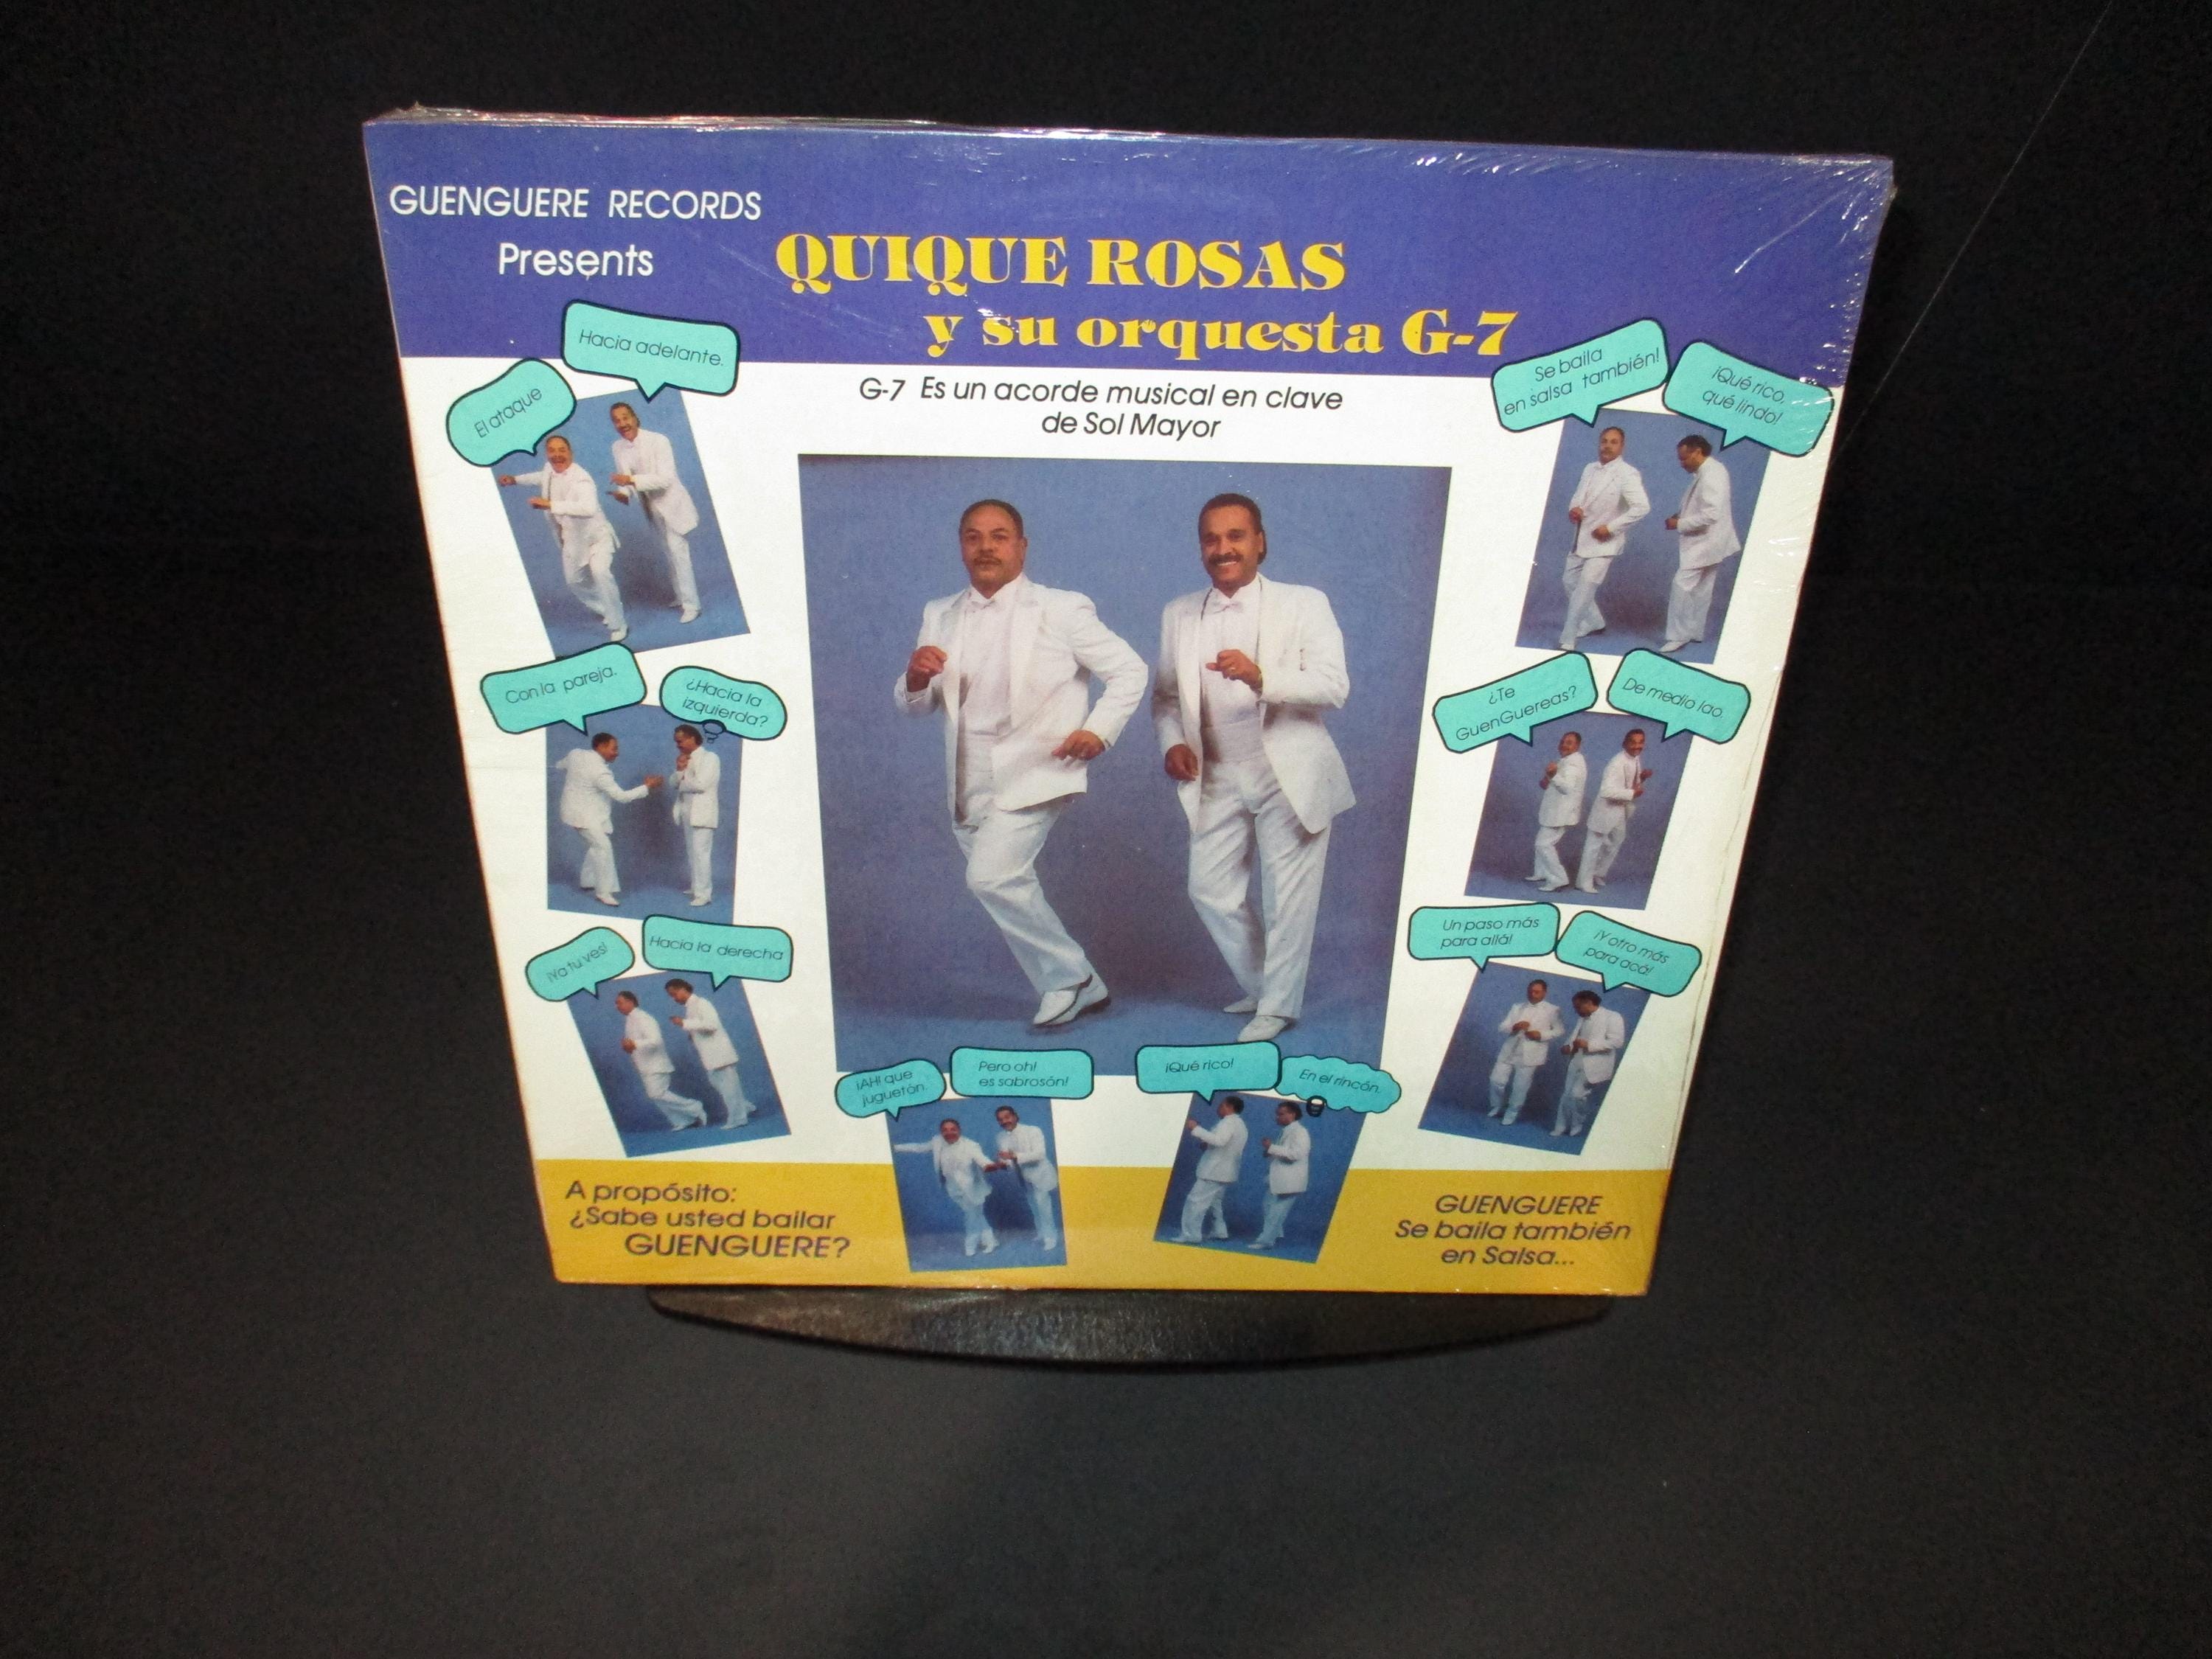 GUENGUERE RECORDS
Presents
QUIQUE ROSAS
y su orquesta G-7
G-7 Es un acorde musical en clave
de Sol Mayor
El ataque
Hacia adelante.
Se baila
en salsa también!
¡Qué rico,
qué lindo!
Con la pareja.
¿Hacia la
izquierda?
¿Te
GuenGuereas?
De medio lao.
¡Ya tu ves!
Hacia la derecha
Un paso más
para allá!
¡Y otro más
para acá!
¡AH! que
juguetón.
Pero oh!
es sabrosón!
¡Qué rico!
En el rincón.
A propósito:
¿Sabe usted bailar
GUENGUERE?
GUENGUERE
Se baila también
en Salsa...